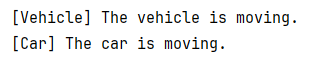 [Vehicle] The vehicle is moving.
[Car] The car is moving.